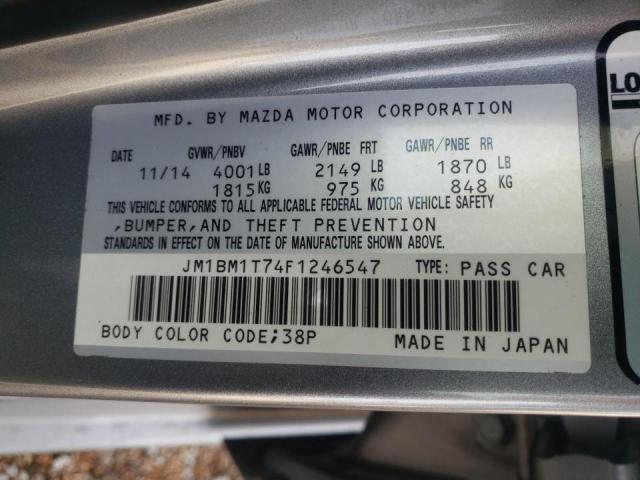 MFD. BY MAZDA MOTOR CORPORATION
DATE GVWR/PNBV GAWR/PNBE FRT GAWR/PNBE RR
11/14 4001 LB 2149 LB 1870 LB
1815 KG 975 KG 848 KG
THIS VEHICLE CONFORMS TO ALL APPLICABLE FEDERAL MOTOR VEHICLE SAFETY
,BUMPER,AND THEFT PREVENTION
STANDARDS IN EFFECT ON THE DATE OF MANUFACTURE SHOWN ABOVE.
JM1BM1T74F1246547 TYPE: PASS CAR
BODY COLOR CODE;38P MADE IN JAPAN
LO